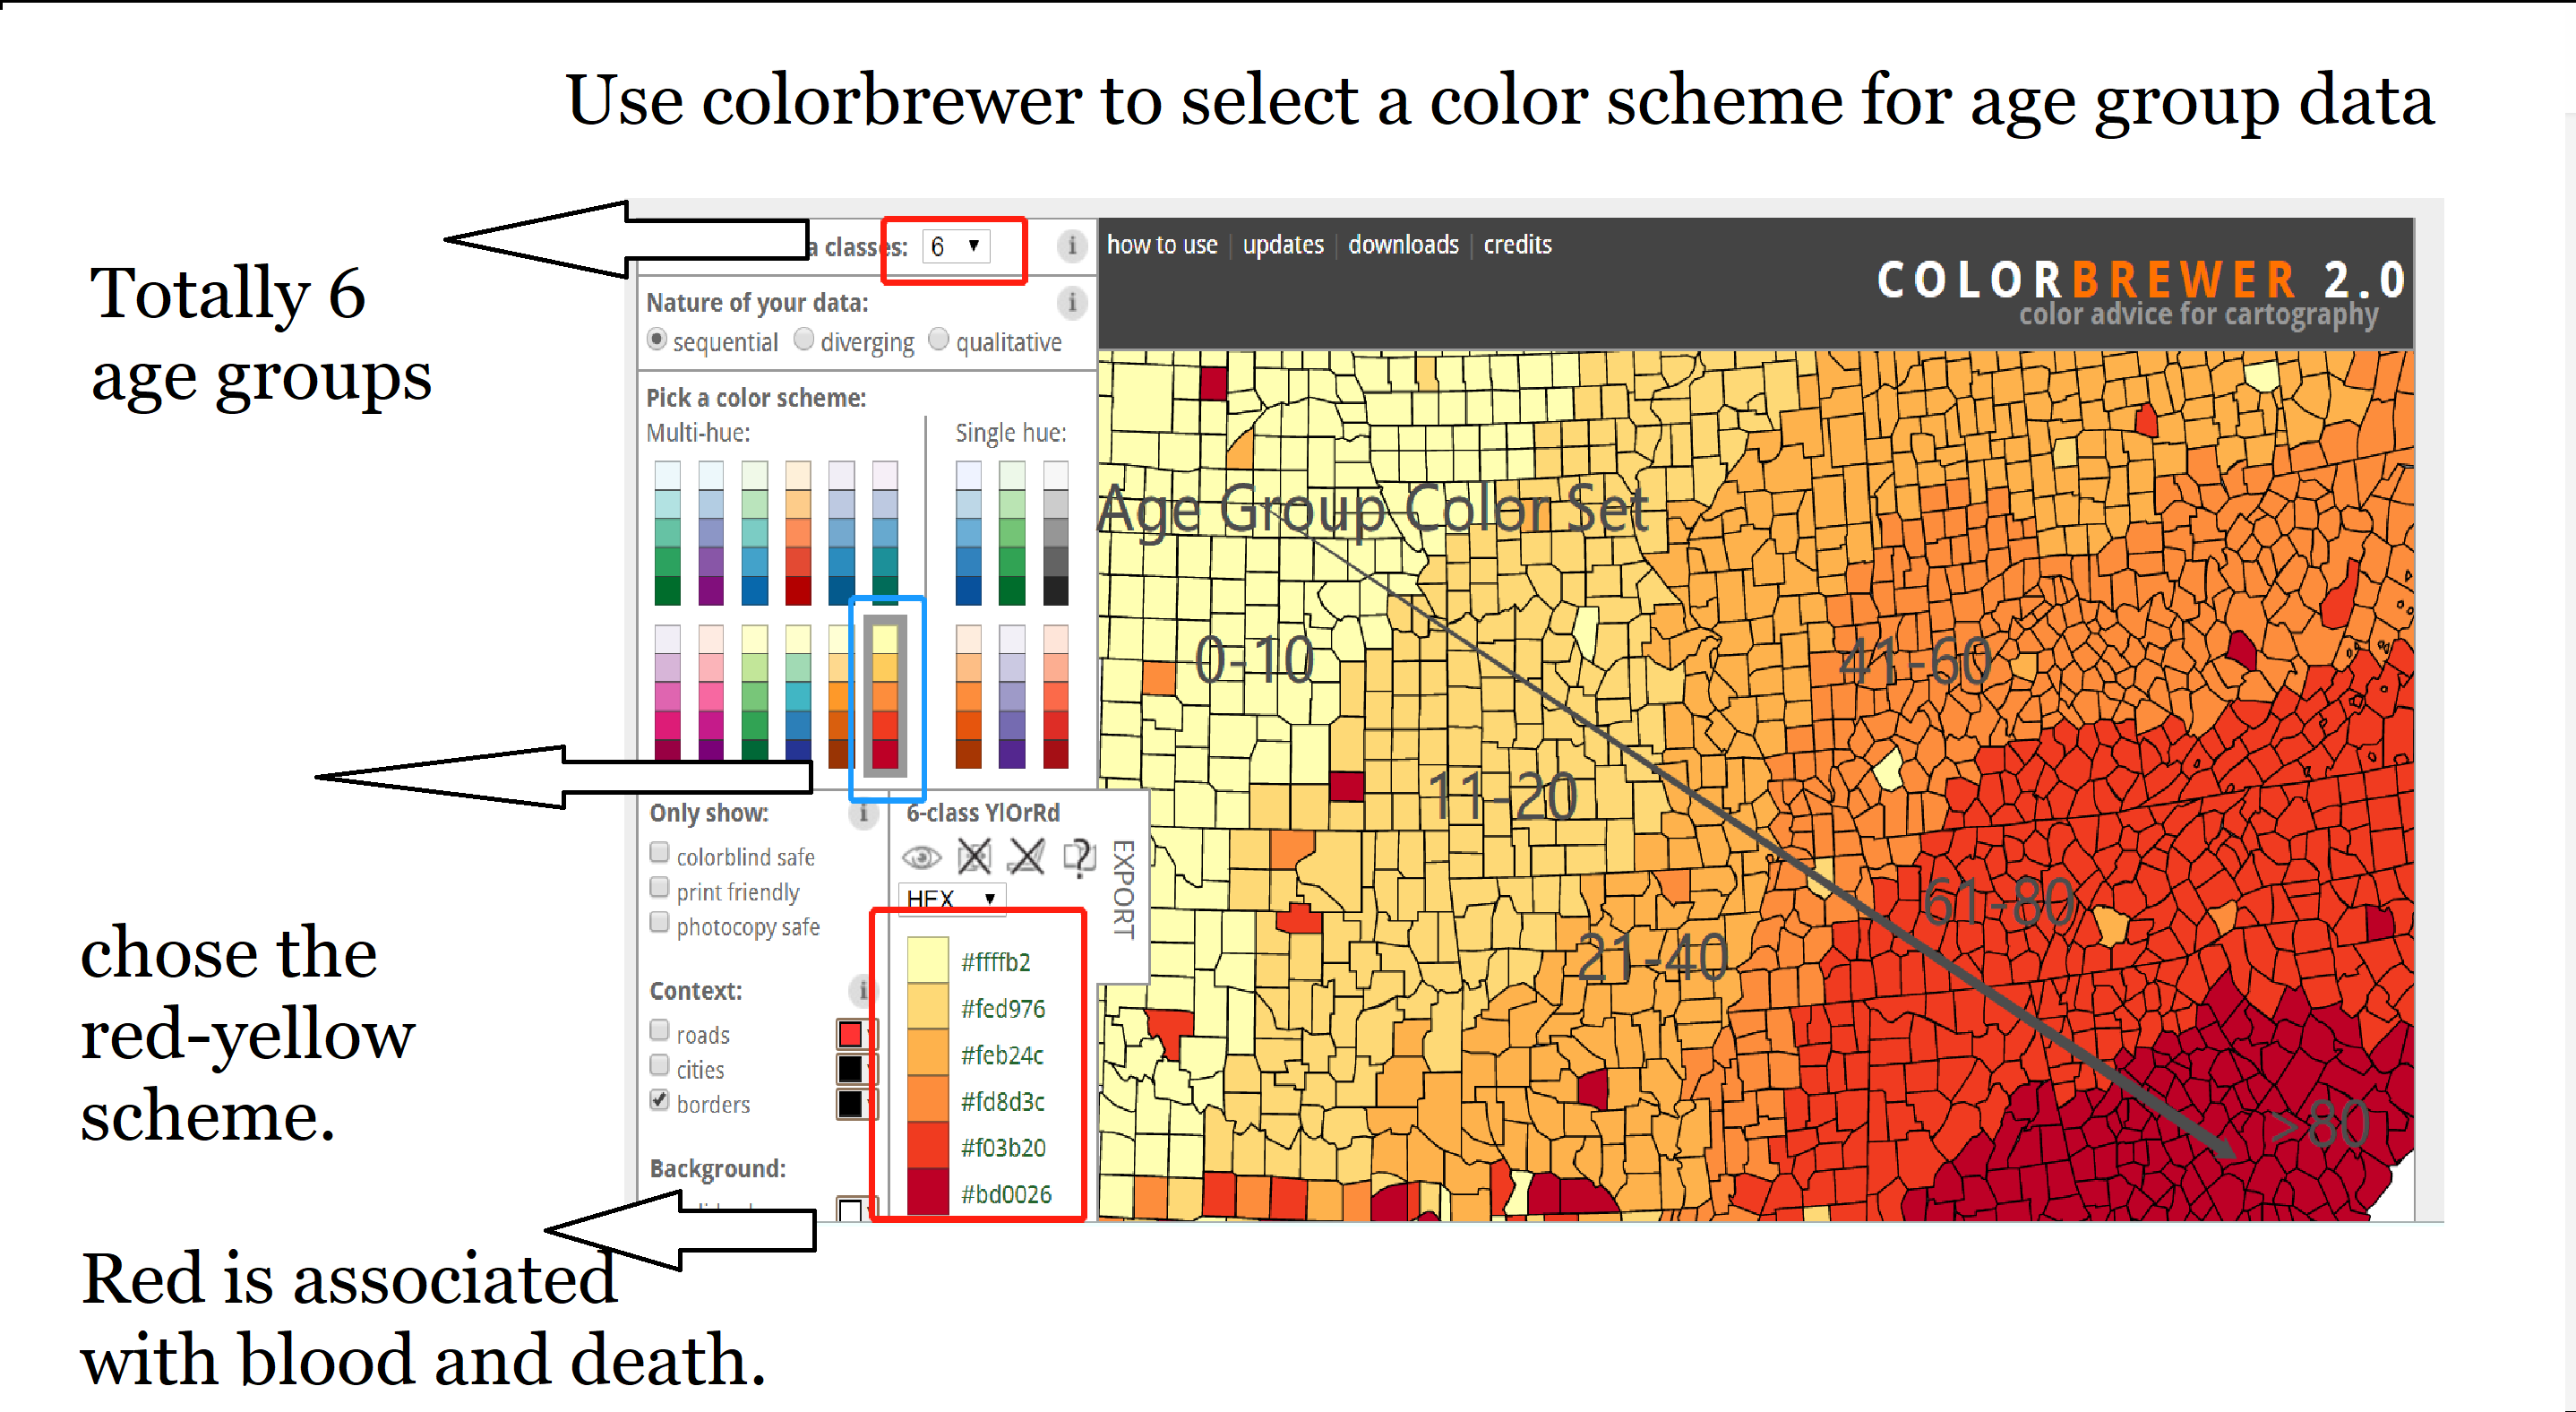 Use colorbrewer to select a color scheme for age group data
Totally 6
age groups
a classes: 6
how to use | updates | downloads | credits
COLORBREWER 2.0
color advice for cartography
Nature of your data:
sequential diverging qualitative
Pick a color scheme:
Multi-hue: Single hue:
Age Group Color Set
0-10
41-60
11-20
61-80
21-40
>80
Only show:
colorblind safe
print friendly
photocopy safe
6-class YlOrRd
EXPORT
HEX
#ffffb2
#fed976
#feb24c
#fd8d3c
#f03b20
#bd0026
Context:
roads
cities
borders
Background:
chose the
red-yellow
scheme.
Red is associated
with blood and death.